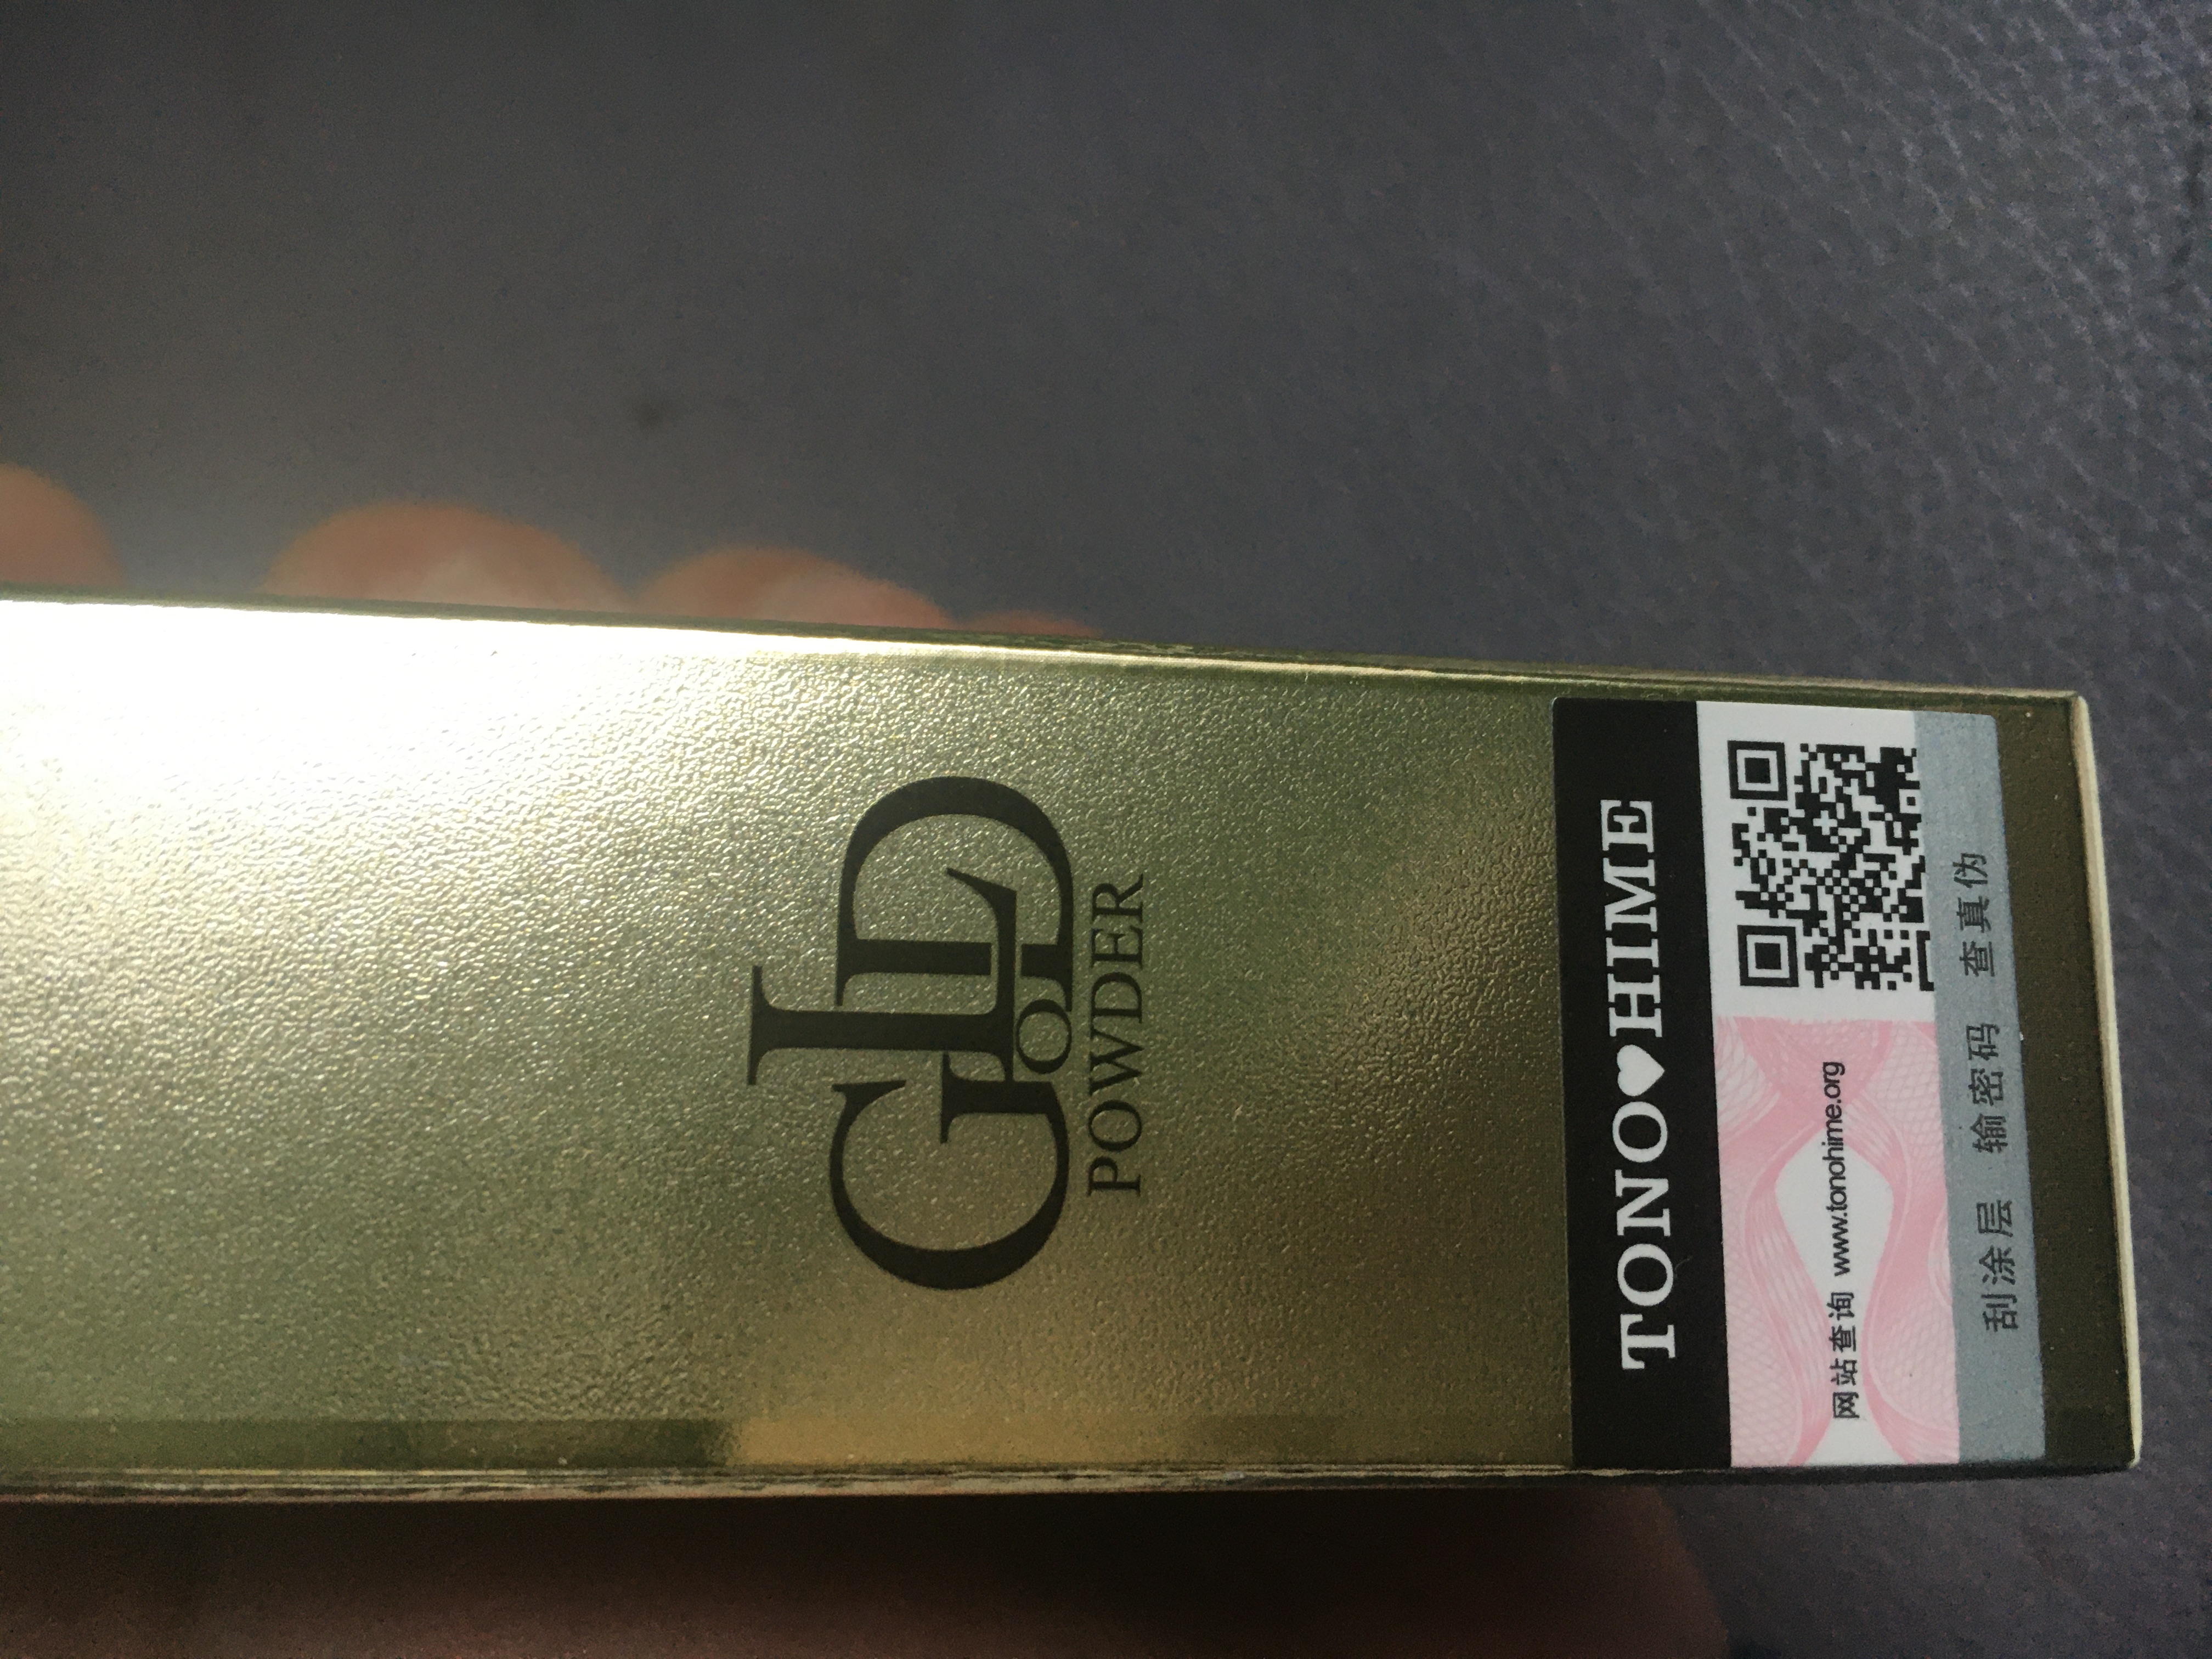 GOLD
POWDER
TONO♥HIME
网站查询 www.tonohime.org
刮涂层 输密码 查真伪